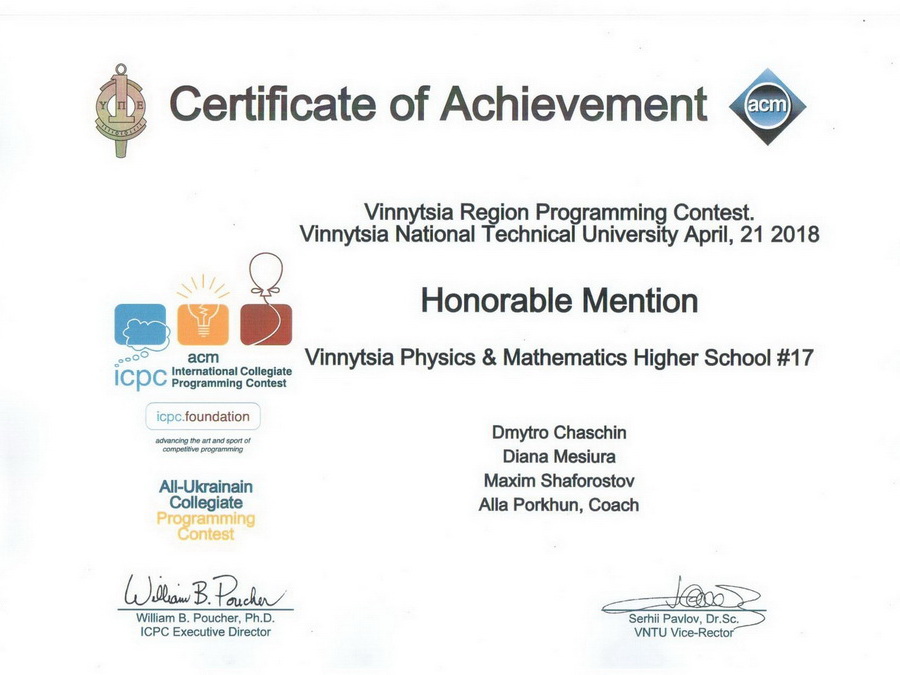 Certificate of Achievement
acm
Υ Π Ε
Vinnytsia Region Programming Contest.
Vinnytsia National Technical University April, 21 2018
Honorable Mention
Vinnytsia Physics & Mathematics Higher School #17
acm
icpc International Collegiate
Programming Contest
icpc.foundation
advancing the art and sport of
competitive programming
All-Ukrainain
Collegiate
Programming
Contest
Dmytro Chaschin
Diana Mesiura
Maxim Shaforostov
Alla Porkhun, Coach
William B. Poucher
William B. Poucher, Ph.D.
ICPC Executive Director
Serhii Pavlov, Dr.Sc.
VNTU Vice-Rector